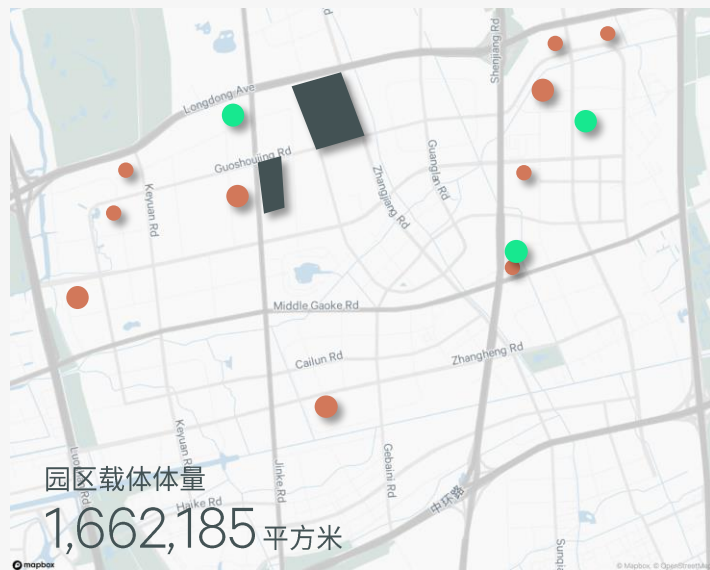 Shenjiang Rd
Longdong Ave
Guoshoujing Rd
Keyuan Rd
Zhangjiang Rd
Guanglan Rd
Middle Gaoke Rd
Cailun Rd
Zhangheng Rd
Keyuan Rd
Gebaini Rd
Jinke Rd
园区载体体量
Haike Rd
中环路
1,662,185 平方米
mapbox
© Mapbox, © OpenStreetMap